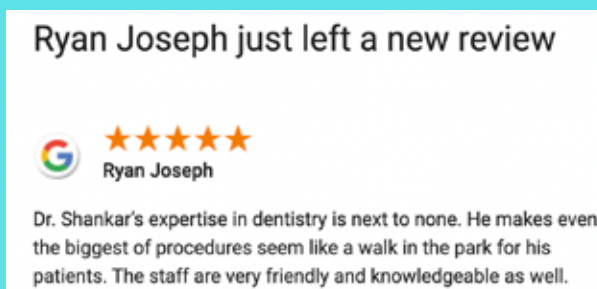 Ryan Joseph just left a new review
G
Ryan Joseph
Dr. Shankar's expertise in dentistry is next to none. He makes even
the biggest of procedures seem like a walk in the park for his
patients. The staff are very friendly and knowledgeable as well.